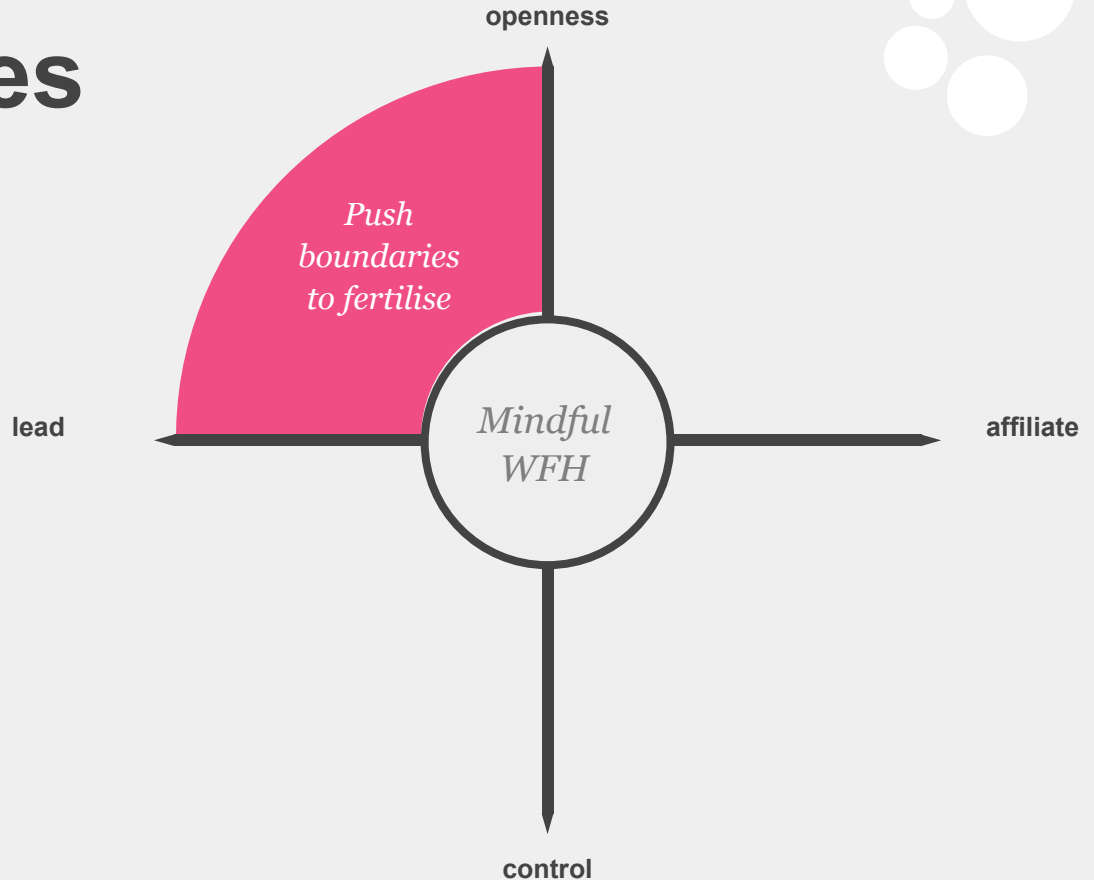 openness
es
Push
boundaries
to fertilise
lead
Mindful
WFH
affiliate
control